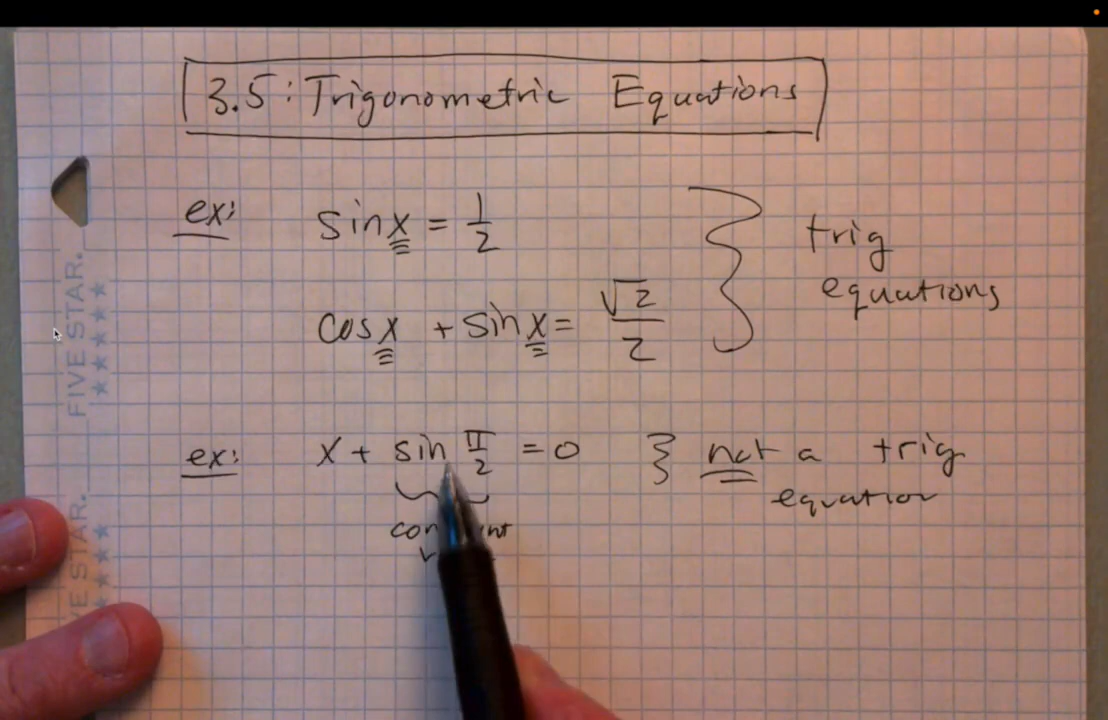 3.5: Trigonometric Equations
ex: sin x = 1/2
trig
equations
cos x + sin x = √2/2
ex: x + sin π/2 = 0 } not a trig
equation
FIVE STAR.
VE STAR.